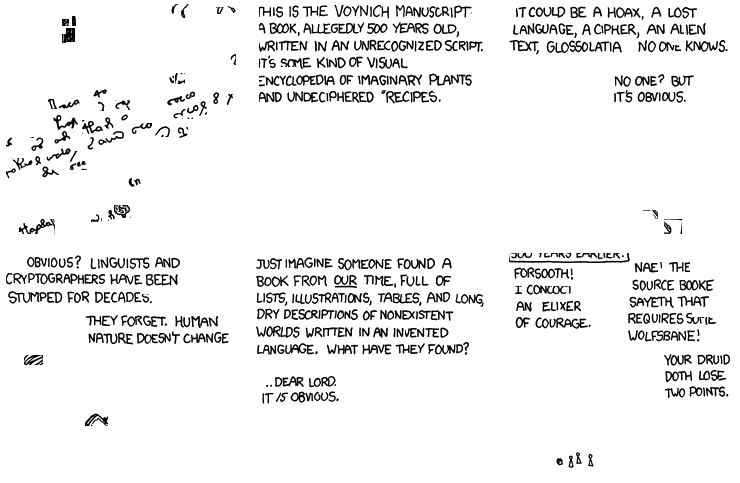 THIS IS THE VOYNICH MANUSCRIPT
A BOOK, ALLEGEDLY 500 YEARS OLD,
WRITTEN IN AN UNRECOGNIZED SCRIPT.
IT'S SOME KIND OF VISUAL
ENCYCLOPEDIA OF IMAGINARY PLANTS
AND UNDECIPHERED "RECIPES.
IT COULD BE A HOAX, A LOST
LANGUAGE, A CIPHER, AN ALIEN
TEXT, GLOSSOLATIA NO ONE KNOWS.
NO ONE? BUT
IT'S OBVIOUS.
OBVIOUS? LINGUISTS AND
CRYPTOGRAPHERS HAVE BEEN
STUMPED FOR DECADES.
THEY FORGET. HUMAN
NATURE DOESN'T CHANGE
JUST IMAGINE SOMEONE FOUND A
BOOK FROM OUR TIME, FULL OF
LISTS, ILLUSTRATIONS, TABLES, AND LONG,
DRY DESCRIPTIONS OF NONEXISTENT
WORLDS WRITTEN IN AN INVENTED
LANGUAGE. WHAT HAVE THEY FOUND?
..DEAR LORD.
IT IS OBVIOUS.
500 YEARS EARLIER:
FORSOOTH!
I CONCOCT
AN ELIXER
OF COURAGE.
NAE! THE
SOURCE BOOKE
SAYETH THAT
REQUIRES
WOLFSBANE!
YOUR DRUID
DOTH LOSE
TWO POINTS.